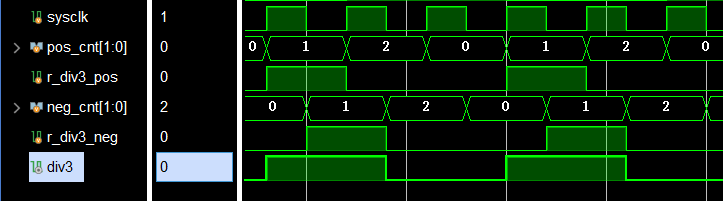 sysclk 1
pos_cnt[1:0] 0 0 1 2 0 1 2 0
r_div3_pos 0
neg_cnt[1:0] 2 0 1 2 0 1 2
r_div3_neg 0
div3 0